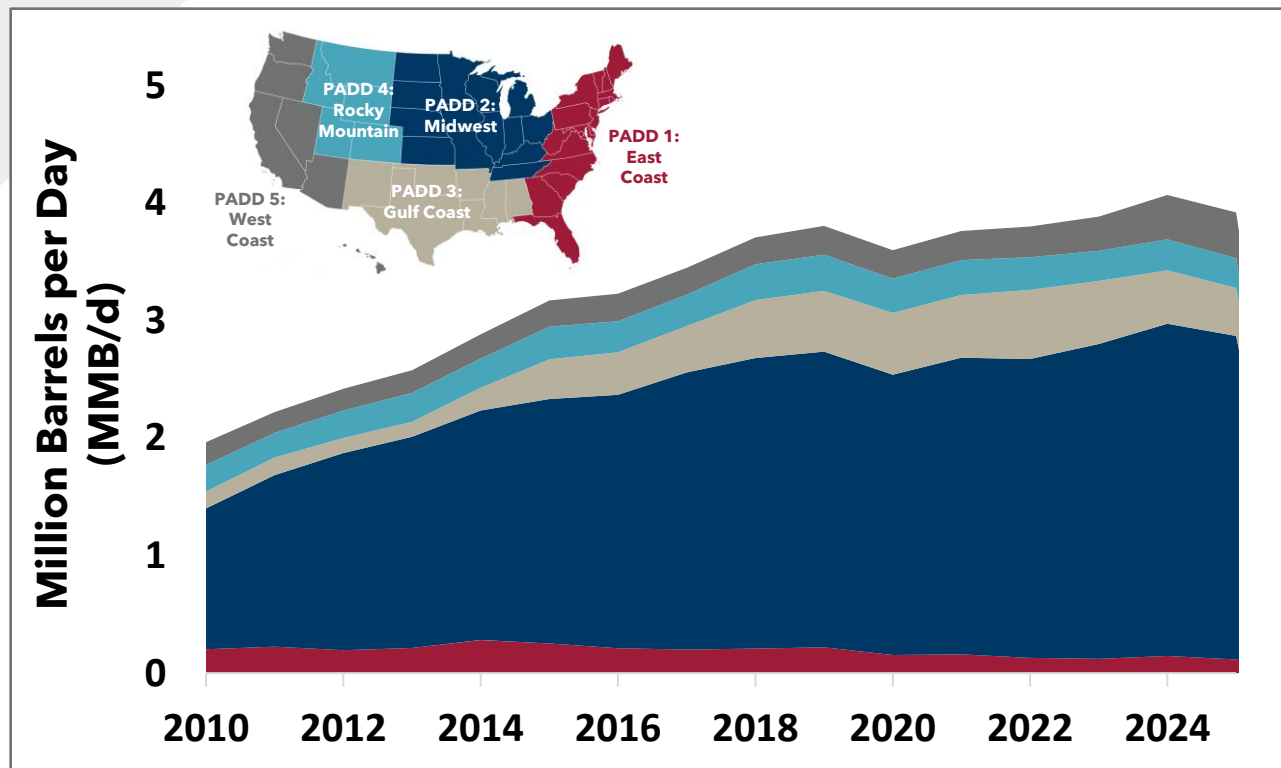 Million Barrels per Day
(MMB/d)
5
4
3
2
1
0
PADD 4:
Rocky
Mountain
PADD 2:
Midwest
PADD 1:
East
Coast
PADD 3:
Gulf Coast
PADD 5:
West
Coast
2010 2012 2014 2016 2018 2020 2022 2024